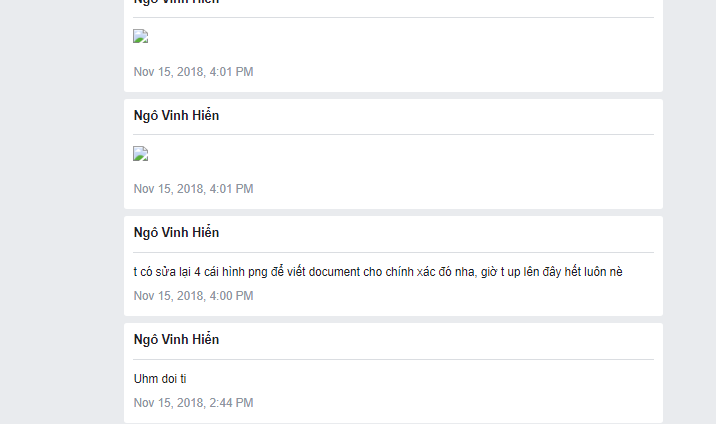 Ngô Vinh Hiển
Nov 15, 2018, 4:01 PM
Ngô Vinh Hiển
Nov 15, 2018, 4:01 PM
Ngô Vinh Hiển
t có sửa lại 4 cái hình png để viết document cho chính xác đó nha, giờ t up lên đây hết luôn nè
Nov 15, 2018, 4:00 PM
Ngô Vinh Hiển
Uhm doi ti
Nov 15, 2018, 2:44 PM